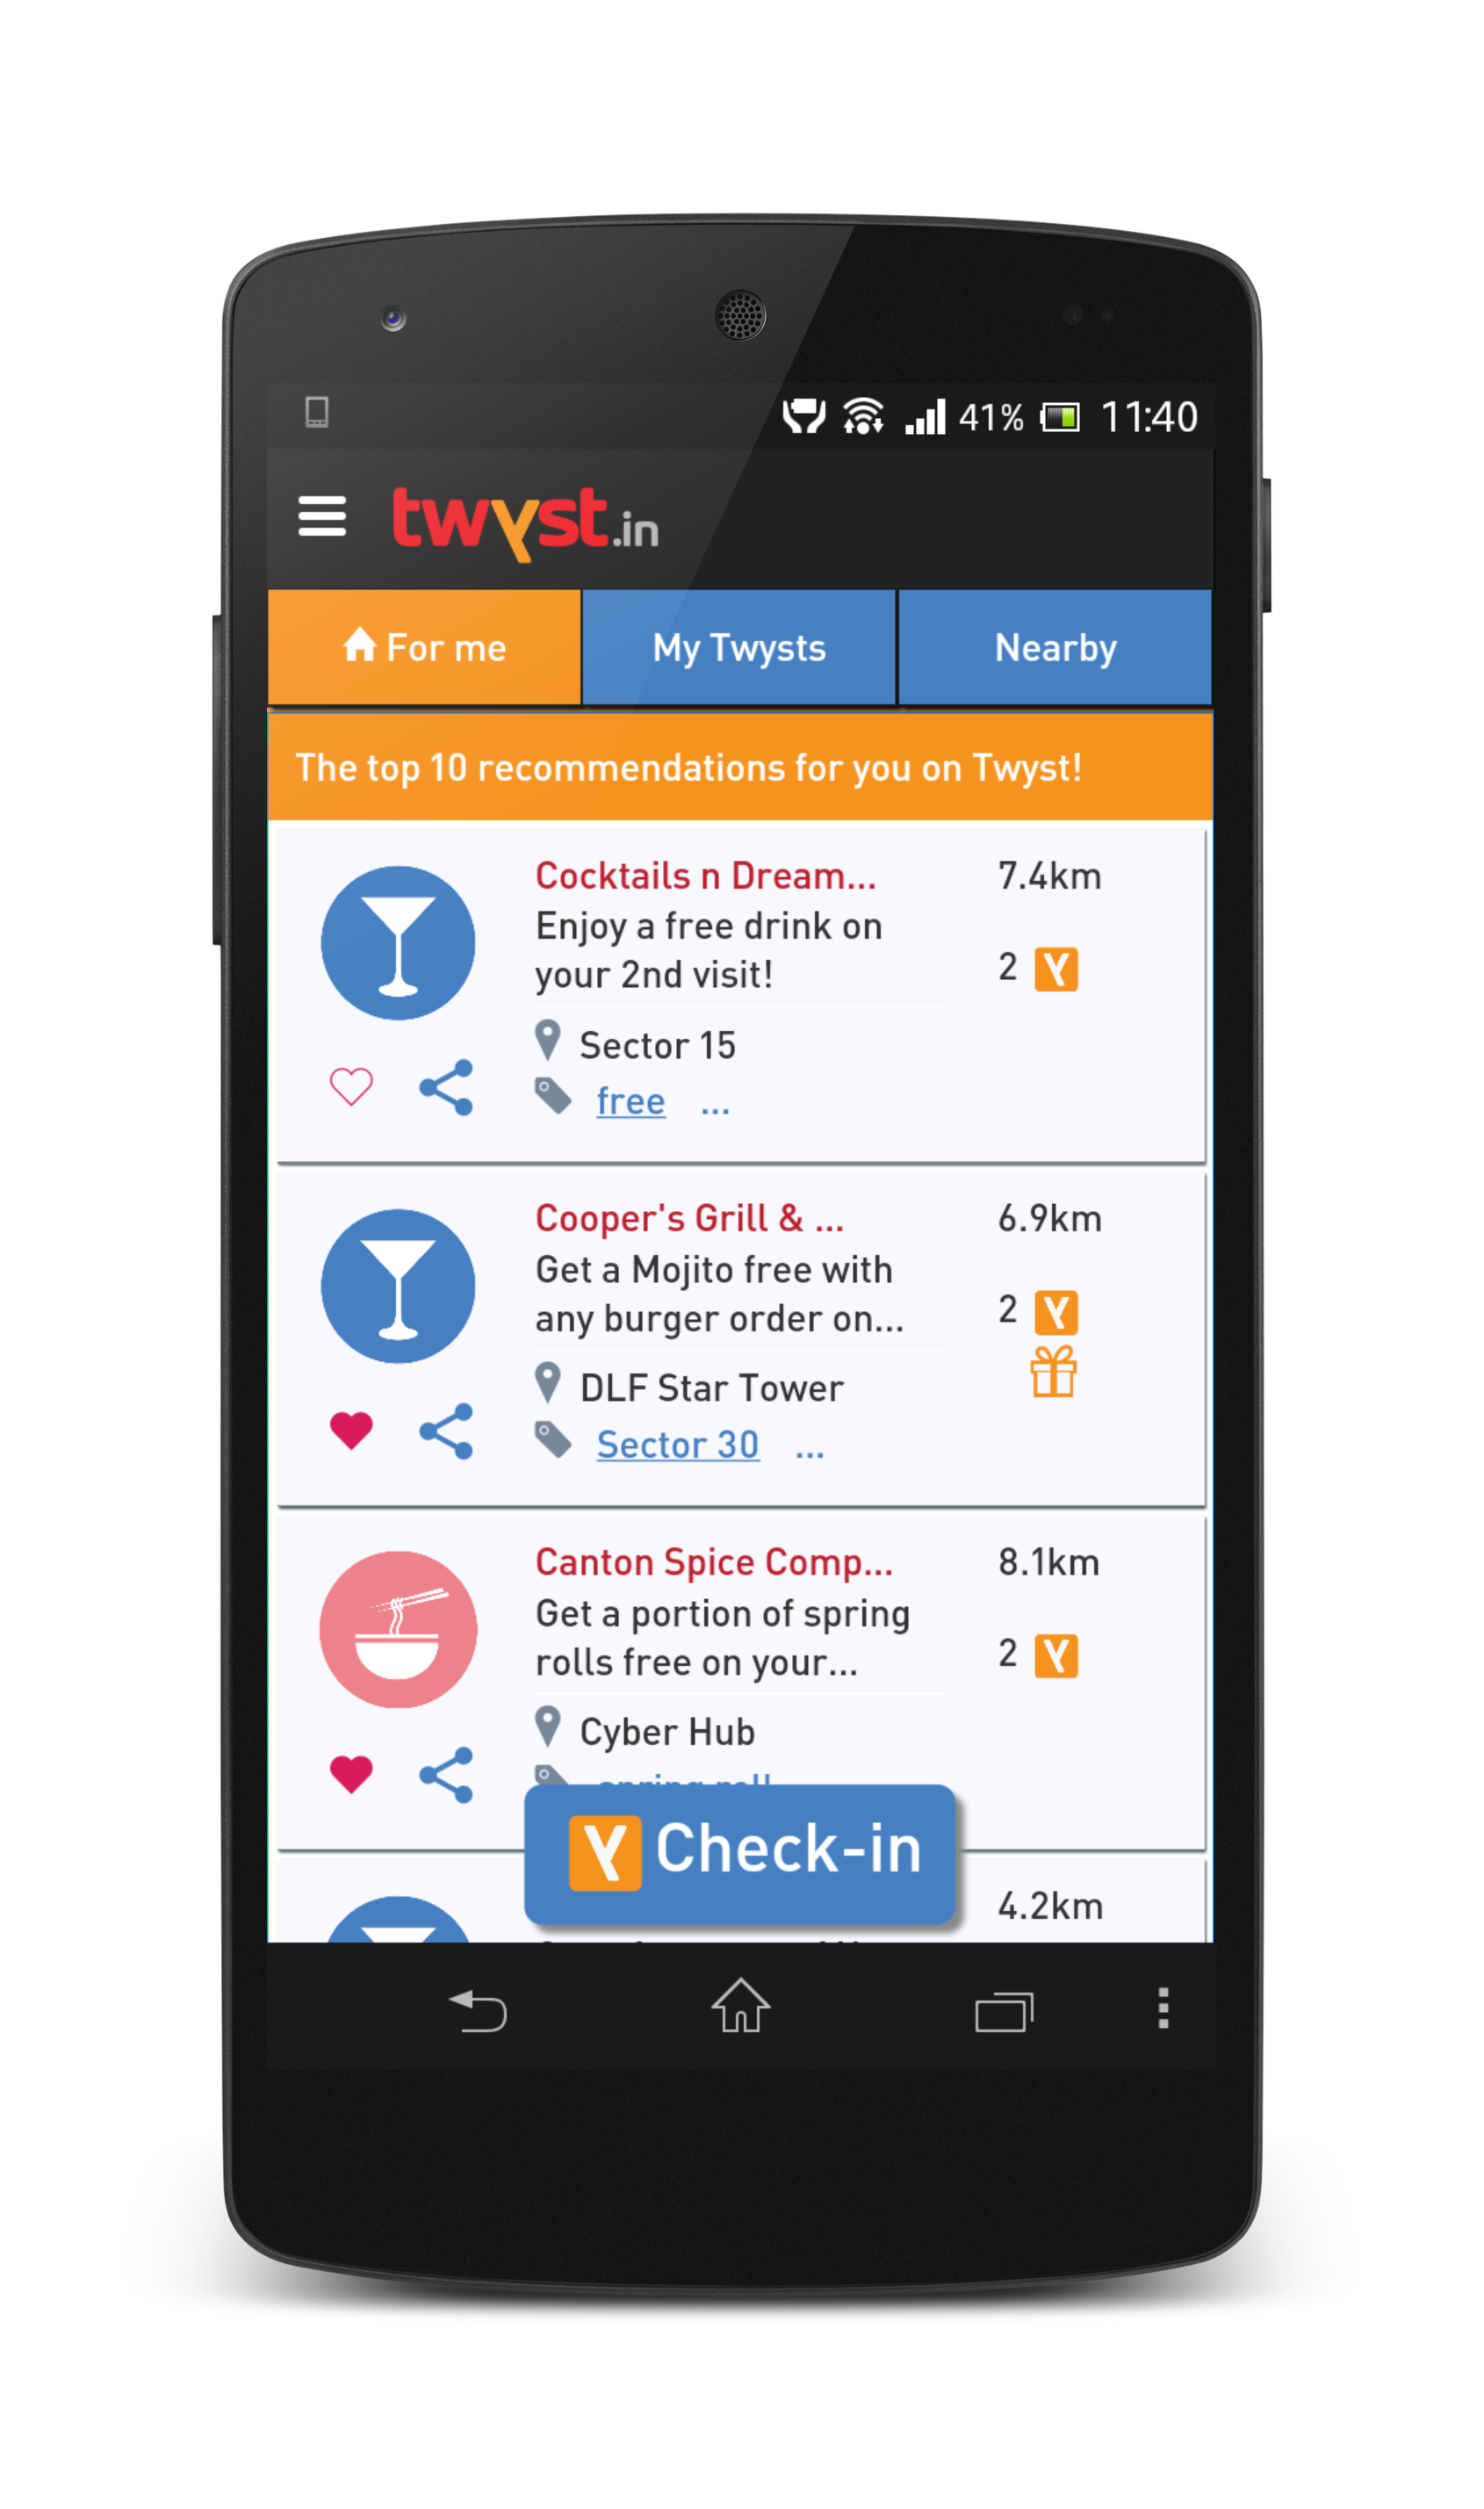 41% 11:40
twyst.in
For me My Twysts Nearby
The top 10 recommendations for you on Twyst!
Cocktails n Dream... 7.4km
Enjoy a free drink on
your 2nd visit!
2
Sector 15
free ...
Cooper's Grill & ... 6.9km
Get a Mojito free with
any burger order on...
2
DLF Star Tower
Sector 30 ...
Canton Spice Comp... 8.1km
Get a portion of spring
rolls free on your...
2
Cyber Hub
Check-in
4.2km